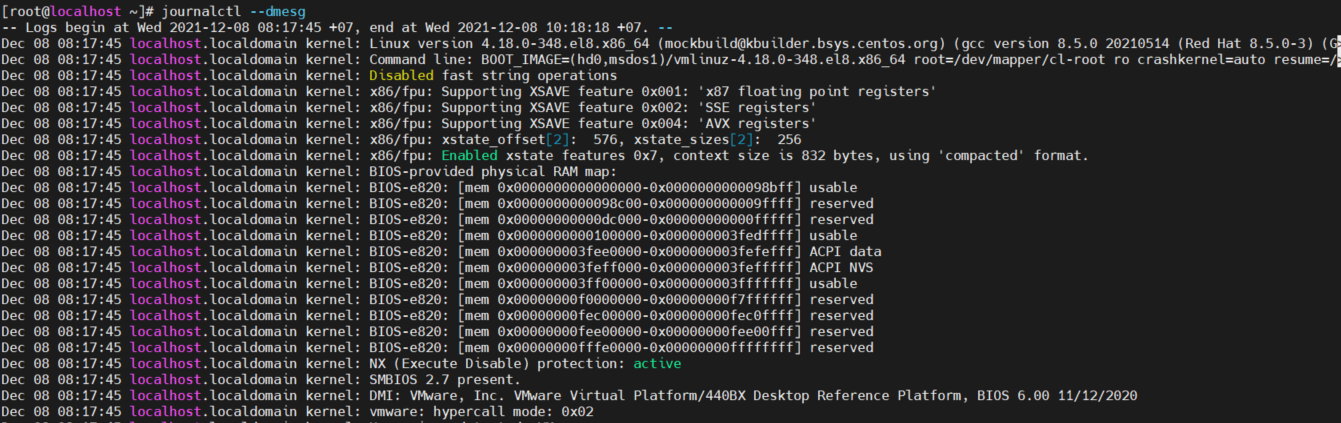 [root@localhost ~]# journalctl --dmesg
-- Logs begin at Wed 2021-12-08 08:17:45 +07, end at Wed 2021-12-08 10:18:18 +07. --
Dec 08 08:17:45 localhost.localdomain kernel: Linux version 4.18.0-348.el8.x86_64 (mockbuild@kbuilder.bsys.centos.org) (gcc version 8.5.0 20210514 (Red Hat 8.5.0-3) (G>
Dec 08 08:17:45 localhost.localdomain kernel: Command line: BOOT_IMAGE=(hd0,msdos1)/vmlinuz-4.18.0-348.el8.x86_64 root=/dev/mapper/cl-root ro crashkernel=auto resume=/>
Dec 08 08:17:45 localhost.localdomain kernel: Disabled fast string operations
Dec 08 08:17:45 localhost.localdomain kernel: x86/fpu: Supporting XSAVE feature 0x001: 'x87 floating point registers'
Dec 08 08:17:45 localhost.localdomain kernel: x86/fpu: Supporting XSAVE feature 0x002: 'SSE registers'
Dec 08 08:17:45 localhost.localdomain kernel: x86/fpu: Supporting XSAVE feature 0x004: 'AVX registers'
Dec 08 08:17:45 localhost.localdomain kernel: x86/fpu: xstate_offset[2]:  576, xstate_sizes[2]:  256
Dec 08 08:17:45 localhost.localdomain kernel: x86/fpu: Enabled xstate features 0x7, context size is 832 bytes, using 'compacted' format.
Dec 08 08:17:45 localhost.localdomain kernel: BIOS-provided physical RAM map:
Dec 08 08:17:45 localhost.localdomain kernel: BIOS-e820: [mem 0x0000000000000000-0x0000000000098bff] usable
Dec 08 08:17:45 localhost.localdomain kernel: BIOS-e820: [mem 0x0000000000098c00-0x000000000009ffff] reserved
Dec 08 08:17:45 localhost.localdomain kernel: BIOS-e820: [mem 0x00000000000dc000-0x00000000000fffff] reserved
Dec 08 08:17:45 localhost.localdomain kernel: BIOS-e820: [mem 0x0000000000100000-0x000000003fedffff] usable
Dec 08 08:17:45 localhost.localdomain kernel: BIOS-e820: [mem 0x000000003fee0000-0x000000003fefefff] ACPI data
Dec 08 08:17:45 localhost.localdomain kernel: BIOS-e820: [mem 0x000000003feff000-0x000000003fefffff] ACPI NVS
Dec 08 08:17:45 localhost.localdomain kernel: BIOS-e820: [mem 0x000000003ff00000-0x000000003fffffff] usable
Dec 08 08:17:45 localhost.localdomain kernel: BIOS-e820: [mem 0x00000000f0000000-0x00000000f7ffffff] reserved
Dec 08 08:17:45 localhost.localdomain kernel: BIOS-e820: [mem 0x00000000fec00000-0x00000000fec0ffff] reserved
Dec 08 08:17:45 localhost.localdomain kernel: BIOS-e820: [mem 0x00000000fee00000-0x00000000fee00fff] reserved
Dec 08 08:17:45 localhost.localdomain kernel: BIOS-e820: [mem 0x00000000fffe0000-0x00000000ffffffff] reserved
Dec 08 08:17:45 localhost.localdomain kernel: NX (Execute Disable) protection: active
Dec 08 08:17:45 localhost.localdomain kernel: SMBIOS 2.7 present.
Dec 08 08:17:45 localhost.localdomain kernel: DMI: VMware, Inc. VMware Virtual Platform/440BX Desktop Reference Platform, BIOS 6.00 11/12/2020
Dec 08 08:17:45 localhost.localdomain kernel: vmware: hypercall mode: 0x02